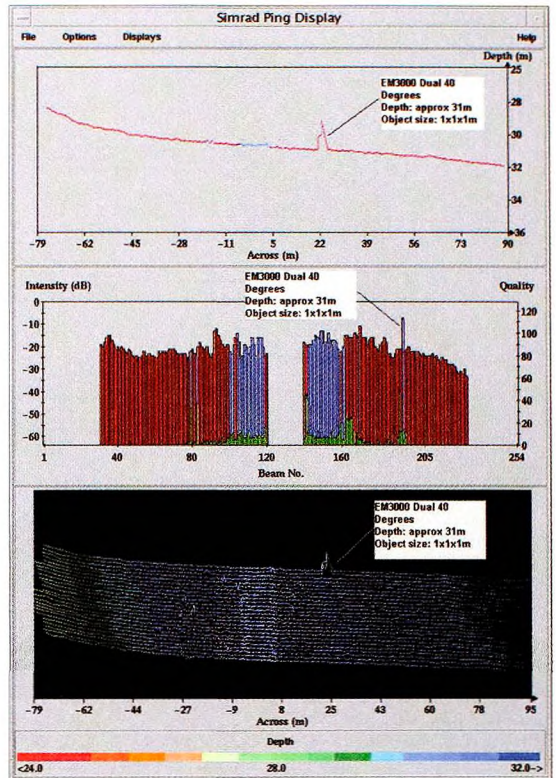 Simrad Ping Display
File Options Displays Help
Depth (m)
25
28
30
32
34
36
EM3000 Dual 40
Degrees
Depth: approx 31m
Object size: 1x1x1m
-79 -62 -45 -28 -11 5 22 39 56 73 90
Across (m)
Intensity (dB) Quality
EM3000 Dual 40
Degrees
Depth: approx 31m
Object size: 1x1x1m
0
-10
-20
-30
-40
-50
-60
120
100
80
60
40
20
0
1 40 80 120 160 205 254
Beam No.
EM3000 Dual 40
Degrees
Depth: approx 31m
Object size: 1x1x1m
-79 -62 -44 -27 -9 8 25 43 60 78 95
Across (m)
Depth
<24.0 28.0 32.0->